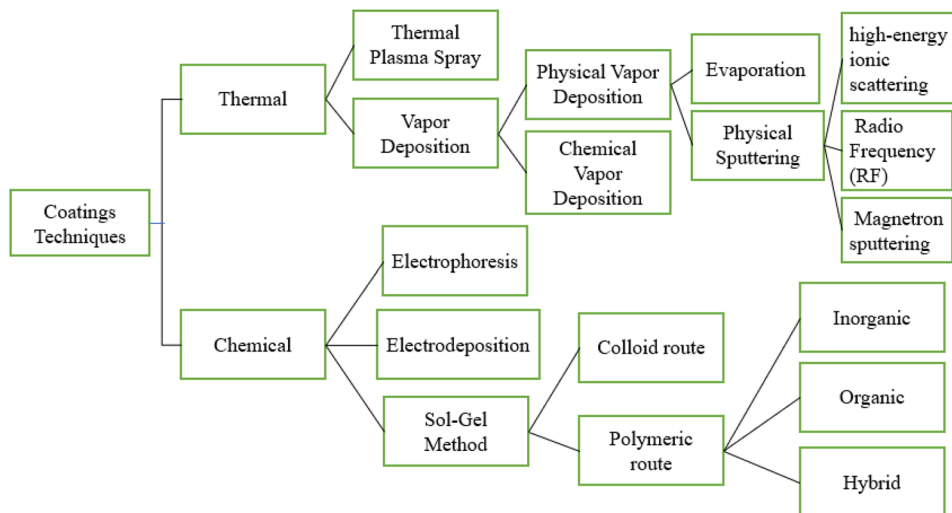 Coatings
Techniques
Thermal
Thermal
Plasma Spray
Vapor
Deposition
Physical Vapor
Deposition
Evaporation
Physical
Sputtering
high-energy
ionic
scattering
Radio
Frequency
(RF)
Magnetron
sputtering
Chemical
Vapor
Deposition
Chemical
Electrophoresis
Electrodeposition
Sol-Gel
Method
Colloid route
Polymeric
route
Inorganic
Organic
Hybrid